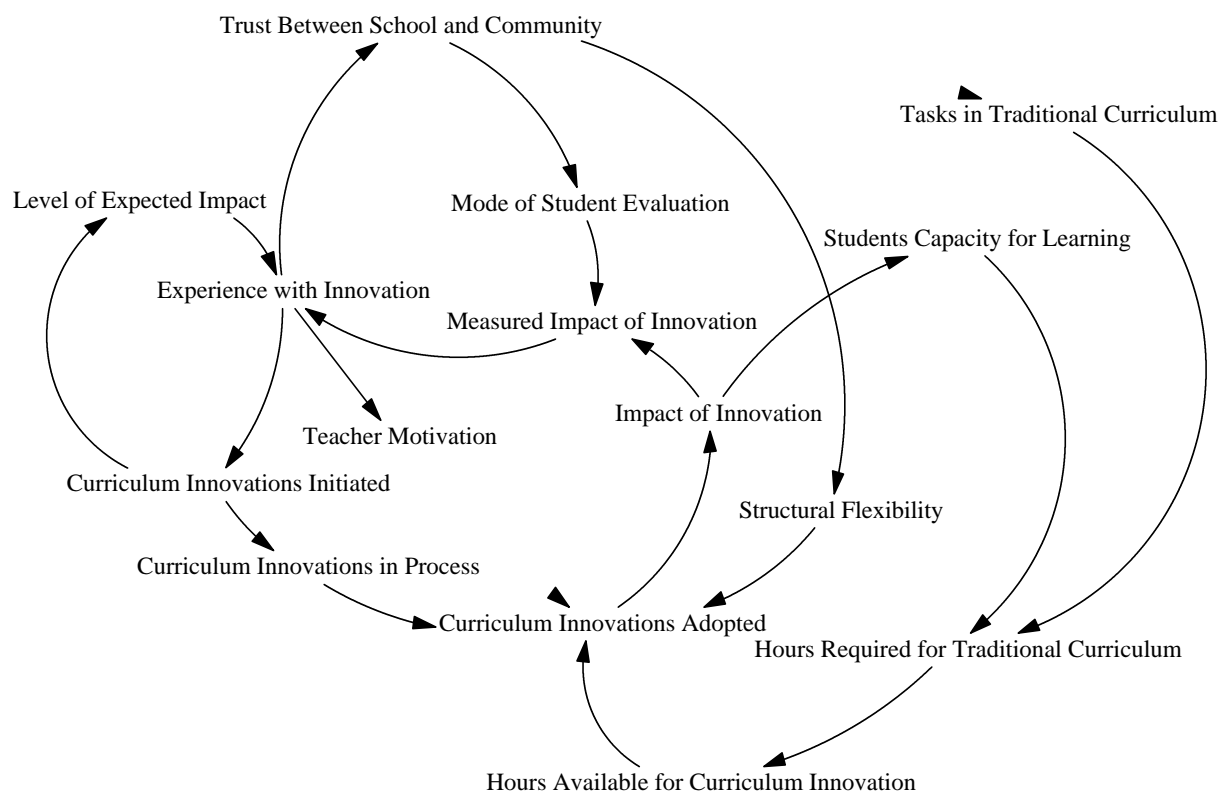 Trust Between School and Community
Tasks in Traditional Curriculum
Level of Expected Impact
Mode of Student Evaluation
Students Capacity for Learning
Experience with Innovation
Measured Impact of Innovation
Impact of Innovation
Teacher Motivation
Curriculum Innovations Initiated
Structural Flexibility
Curriculum Innovations in Process
Curriculum Innovations Adopted
Hours Required for Traditional Curriculum
Hours Available for Curriculum Innovation